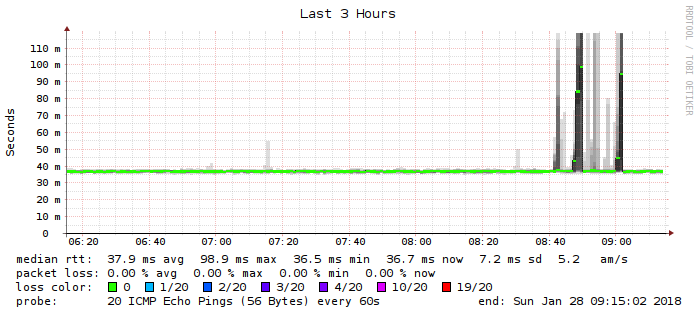 Last 3 Hours
RRDTOOL / TOBI OETIKER
Seconds
110 m
100 m
90 m
80 m
70 m
60 m
50 m
40 m
30 m
20 m
10 m
0
06:20 06:40 07:00 07:20 07:40 08:00 08:20 08:40 09:00
median rtt: 37.9 ms avg 98.9 ms max 36.5 ms min 36.7 ms now 7.2 ms sd 5.2 am/s
packet loss: 0.00 % avg 0.00 % max 0.00 % min 0.00 % now
loss color: 0 1/20 2/20 3/20 4/20 10/20 19/20
probe: 20 ICMP Echo Pings (56 Bytes) every 60s end: Sun Jan 28 09:15:02 2018